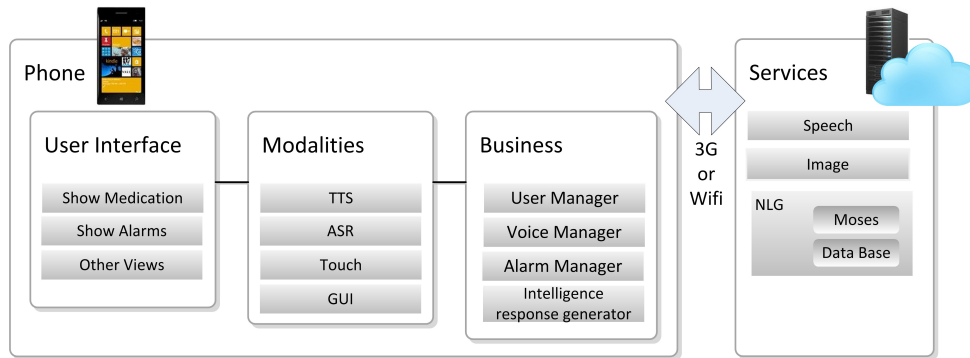 Phone
User Interface
Show Medication
Show Alarms
Other Views
Modalities
TTS
ASR
Touch
GUI
Business
User Manager
Voice Manager
Alarm Manager
Intelligence
response generator
3G
or
Wifi
Services
Speech
Image
NLG
Moses
Data Base